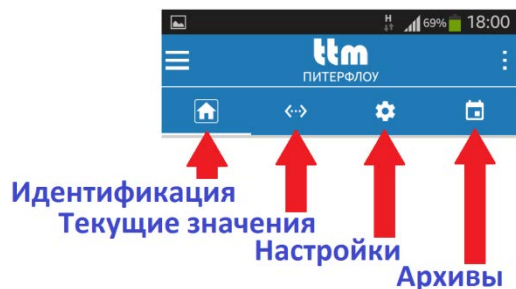 H 69% 18:00
ttm
ПИТЕРФЛОУ
Идентификация
Текущие значения
Настройки
Архивы